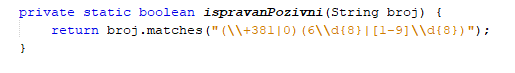 private static boolean ispravanPozivni(String broj) {
    return broj.matches("(\\+381|0)(6\\d{8}|[1-9]\\d{8})");
}